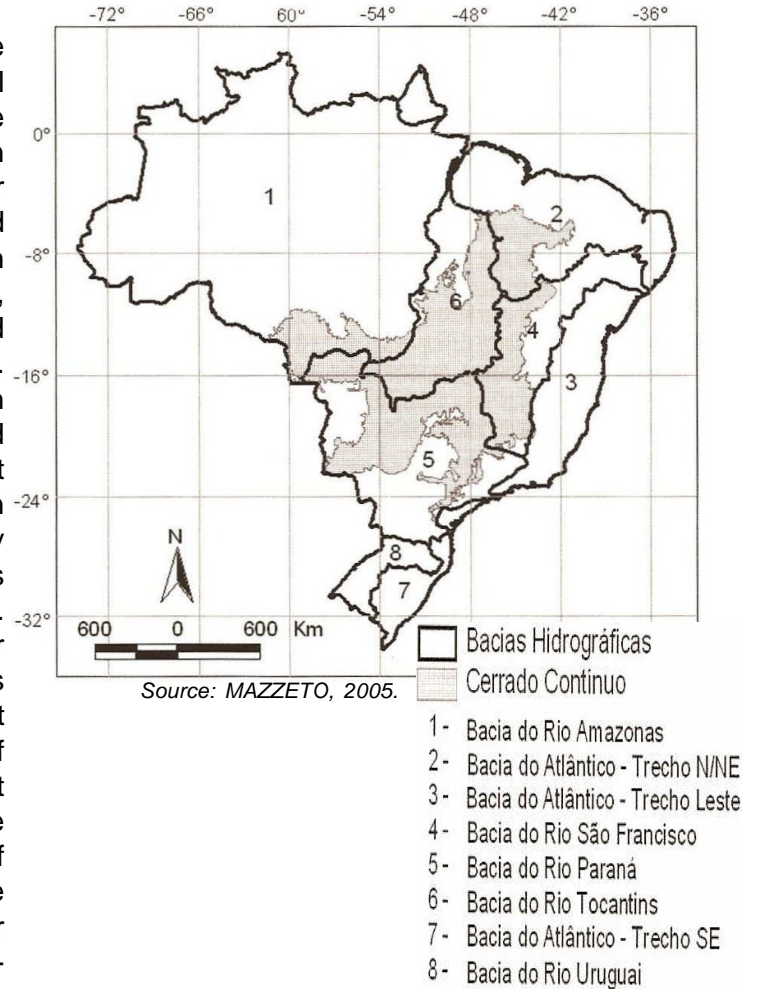 -72° -66° 60° -54° -48° -42° -36°
0°
1
2
-8°
6
4
-16°
3
5
-24°
N
8
7
-32°
600 0 600 Km
Bacias Hidrográficas
Source: MAZZETO, 2005.
Cerrado Continuo
1- Bacia do Rio Amazonas
2- Bacia do Atlântico - Trecho N/NE
3- Bacia do Atlântico - Trecho Leste
4- Bacia do Rio São Francisco
5- Bacia do Rio Paraná
6- Bacia do Rio Tocantins
7- Bacia do Atlântico - Trecho SE
8- Bacia do Rio Uruguai